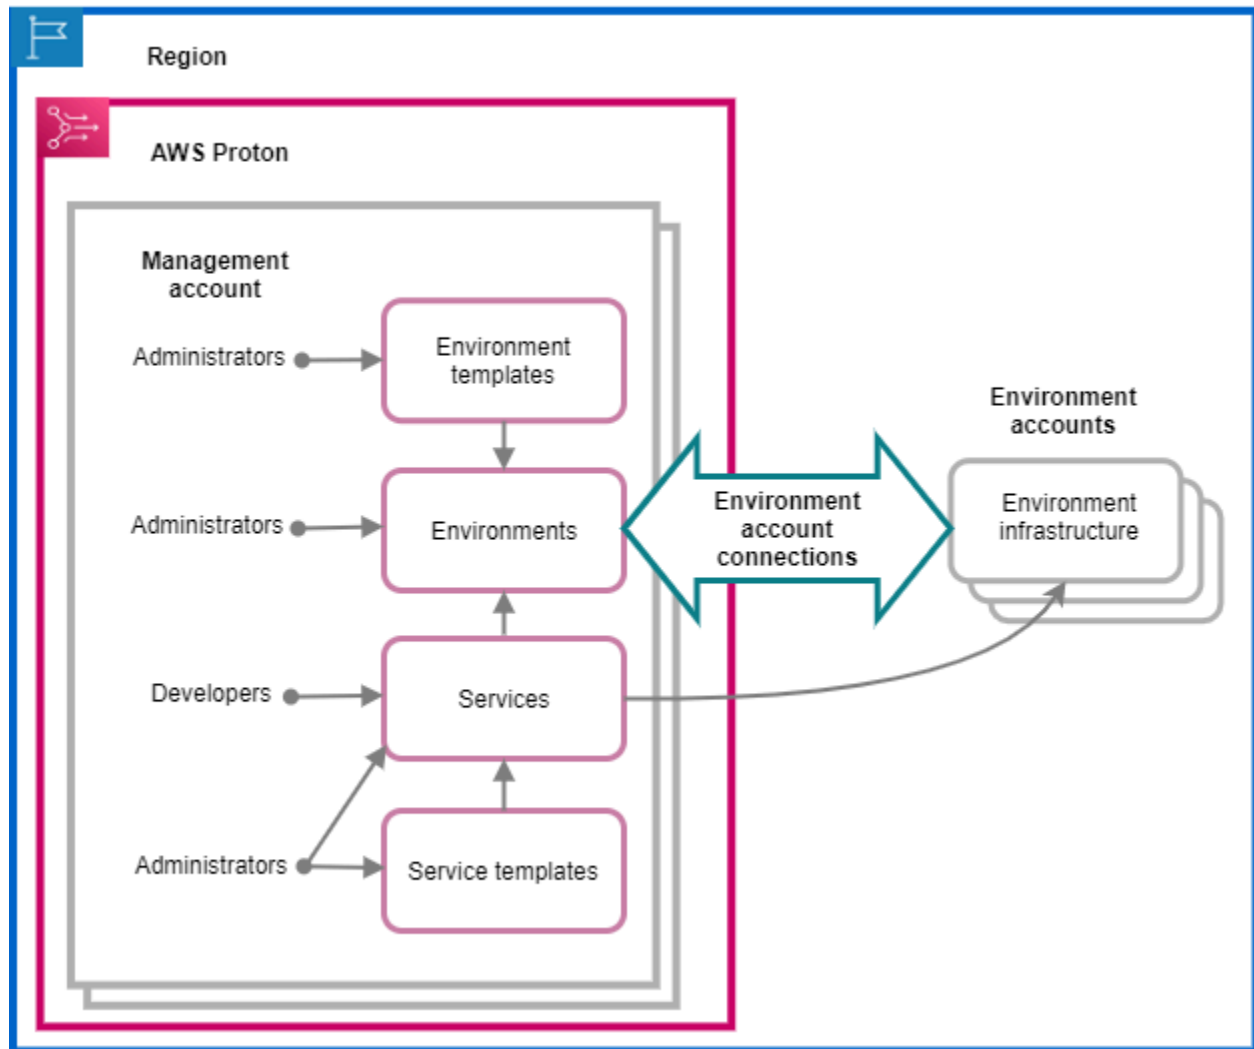 Region
AWS Proton
Management
account
Administrators
Environment
templates
Administrators
Environments
Developers
Services
Administrators
Service templates
Environment
account
connections
Environment
accounts
Environment
infrastructure